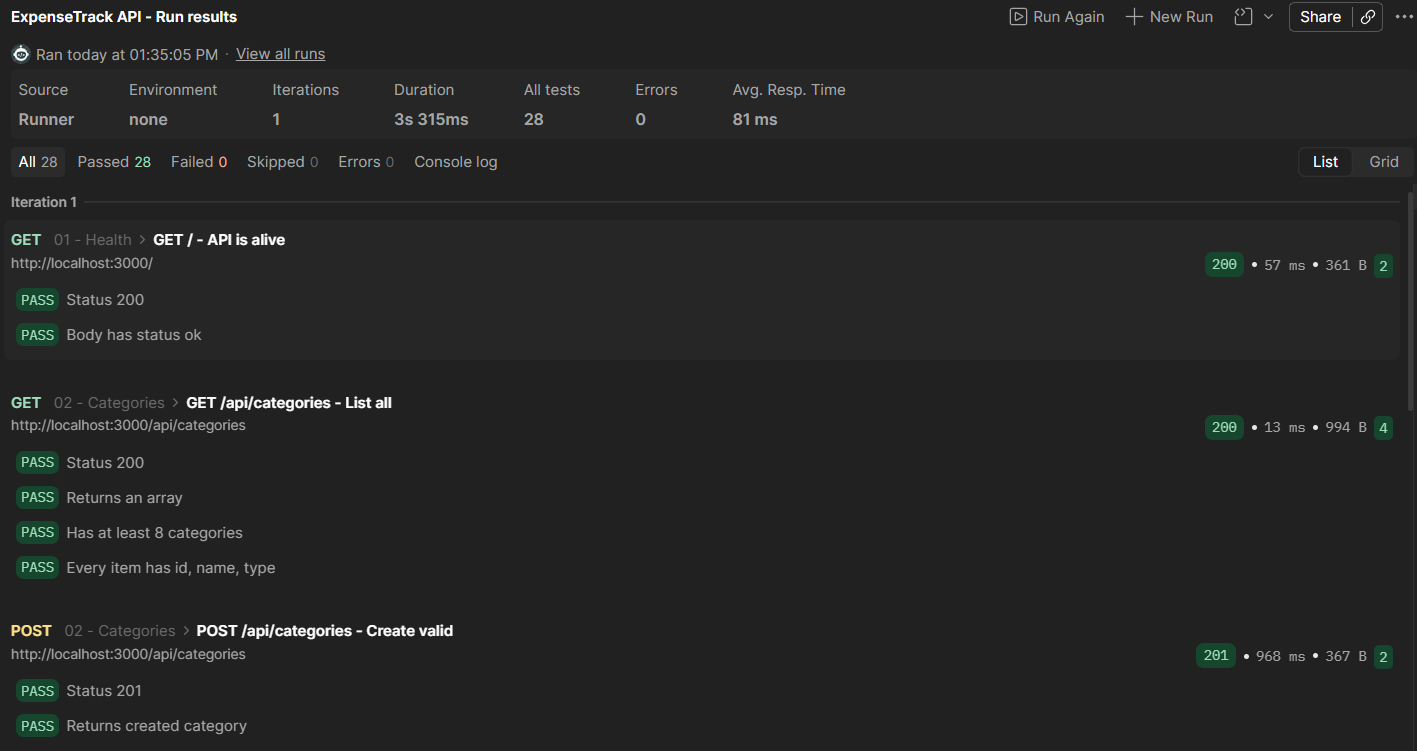 ExpenseTrack API - Run results
Run Again New Run Share
Ran today at 01:35:05 PM · View all runs
Source Environment Iterations Duration All tests Errors Avg. Resp. Time
Runner none 1 3s 315ms 28 0 81 ms
All 28 Passed 28 Failed 0 Skipped 0 Errors 0 Console log List Grid
Iteration 1
GET 01 - Health > GET / - API is alive
http://localhost:3000/
200 • 57 ms • 361 B 2
PASS Status 200
PASS Body has status ok
GET 02 - Categories > GET /api/categories - List all
http://localhost:3000/api/categories
200 • 13 ms • 994 B 4
PASS Status 200
PASS Returns an array
PASS Has at least 8 categories
PASS Every item has id, name, type
POST 02 - Categories > POST /api/categories - Create valid
http://localhost:3000/api/categories
201 • 968 ms • 367 B 2
PASS Status 201
PASS Returns created category